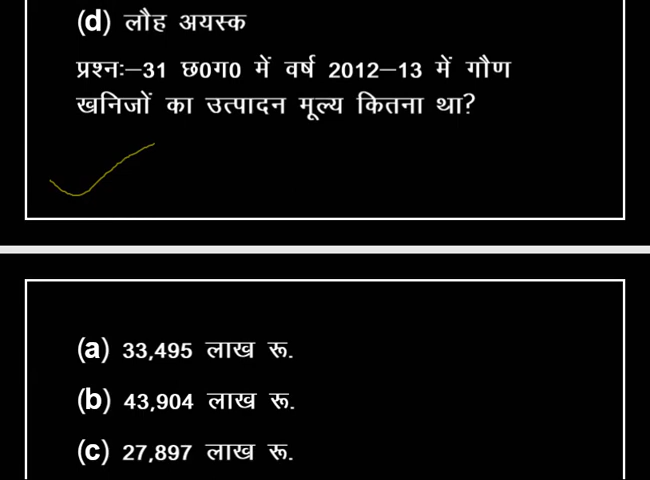 (d) लौह अयस्क
प्रश्नः–31 छ0ग0 में वर्ष 2012–13 में गौण
खनिजों का उत्पादन मूल्य कितना था?
(a) 33,495 लाख रू.
(b) 43,904 लाख रू.
(c) 27,897 लाख रू.